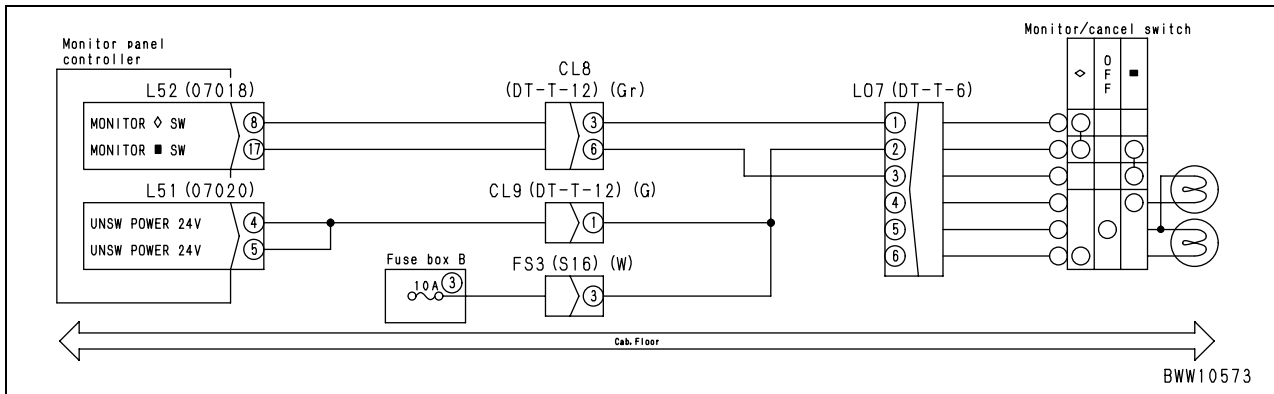 Monitor/cancel switch
Monitor panel
controller
CL8
L52 (07018)
(DT-T-12) (Gr)
L07 (DT-T-6)
◇
OFF
■
MONITOR ◇ SW
8
3
1
MONITOR ■ SW
17
6
2
3
L51 (07020)
CL9 (DT-T-12) (G)
UNSW POWER 24V
4
1
4
UNSW POWER 24V
5
5
Fuse box B
FS3 (S16) (W)
6
10A
3
3
Cab, Floor
BWW10573